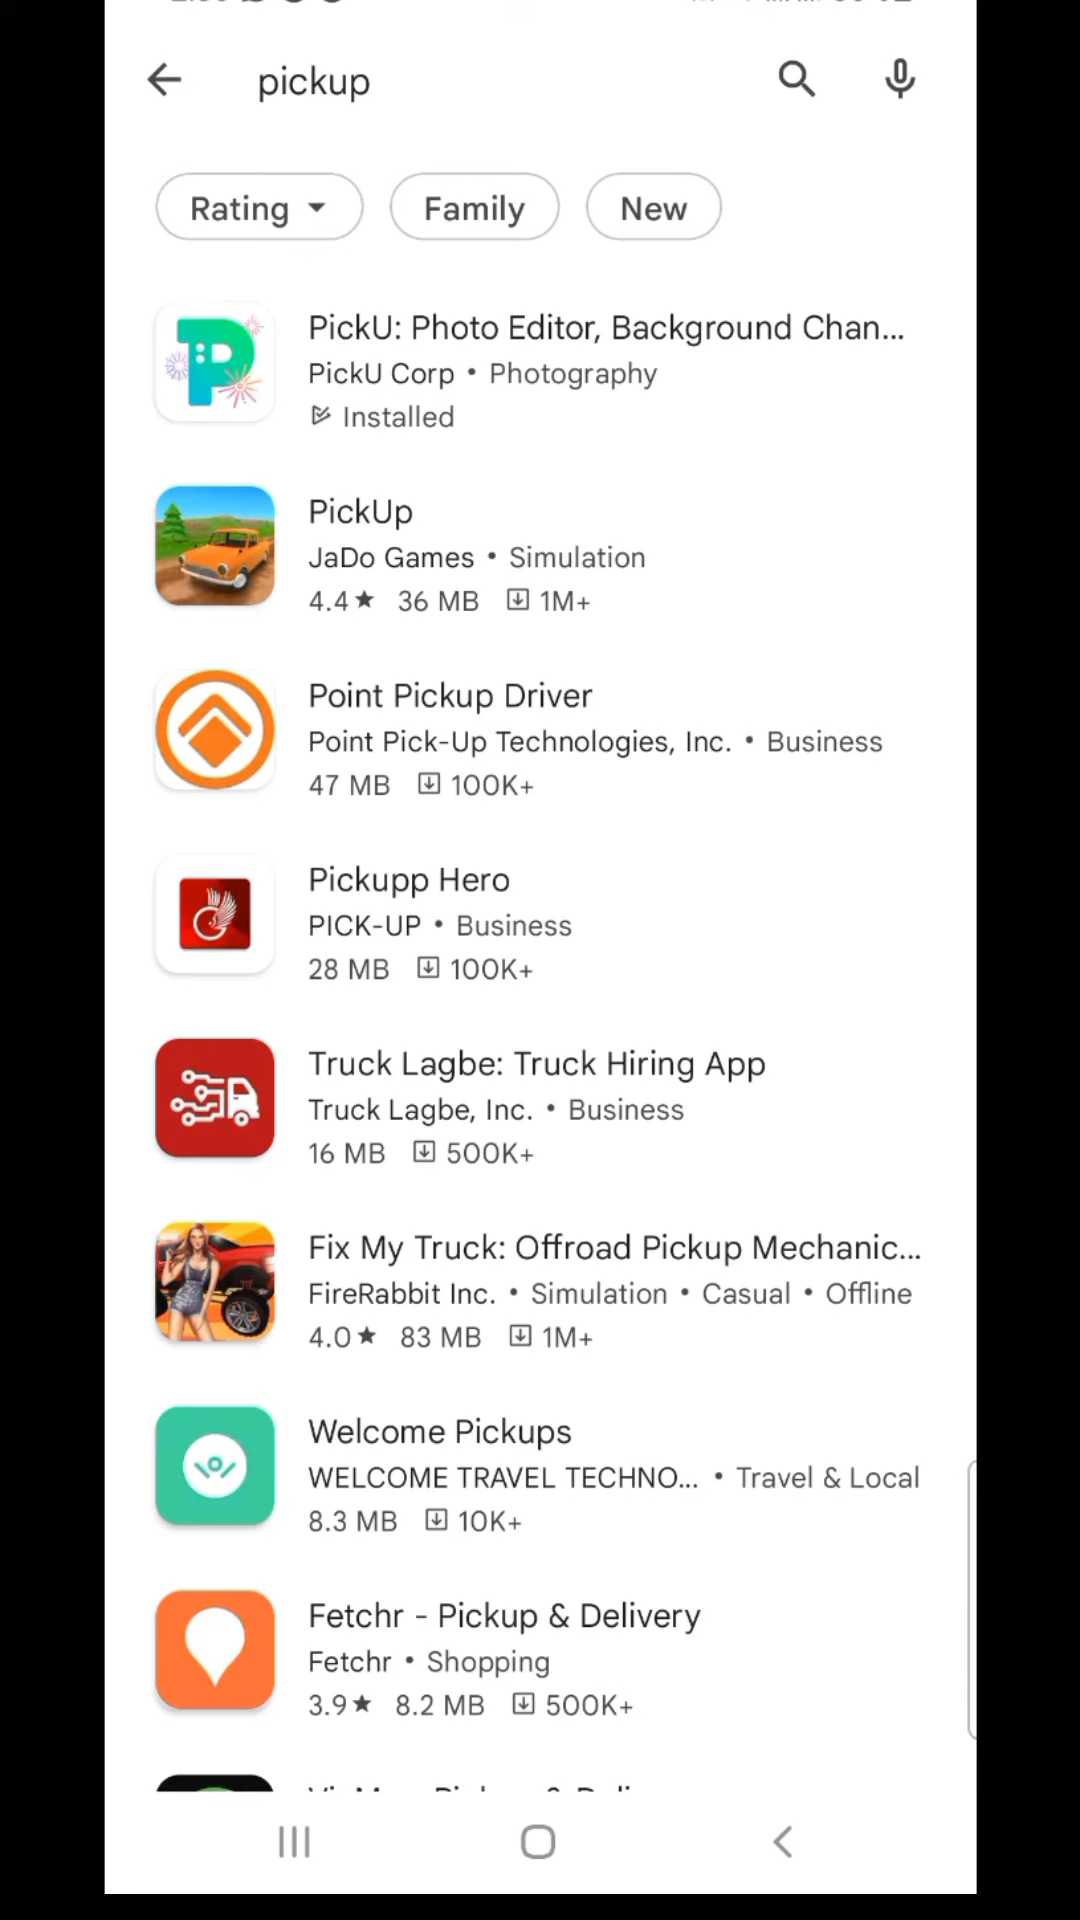 pickup
Rating
Family
New
PickU: Photo Editor, Background Chan...
PickU Corp • Photography
Installed
PickUp
JaDo Games • Simulation
4.4★ 36 MB 1M+
Point Pickup Driver
Point Pick-Up Technologies, Inc. • Business
47 MB 100K+
Pickupp Hero
PICK-UP • Business
28 MB 100K+
Truck Lagbe: Truck Hiring App
Truck Lagbe, Inc. • Business
16 MB 500K+
Fix My Truck: Offroad Pickup Mechanic...
FireRabbit Inc. • Simulation • Casual • Offline
4.0★ 83 MB 1M+
Welcome Pickups
WELCOME TRAVEL TECHNO... • Travel & Local
8.3 MB 10K+
Fetchr - Pickup & Delivery
Fetchr • Shopping
3.9★ 8.2 MB 500K+